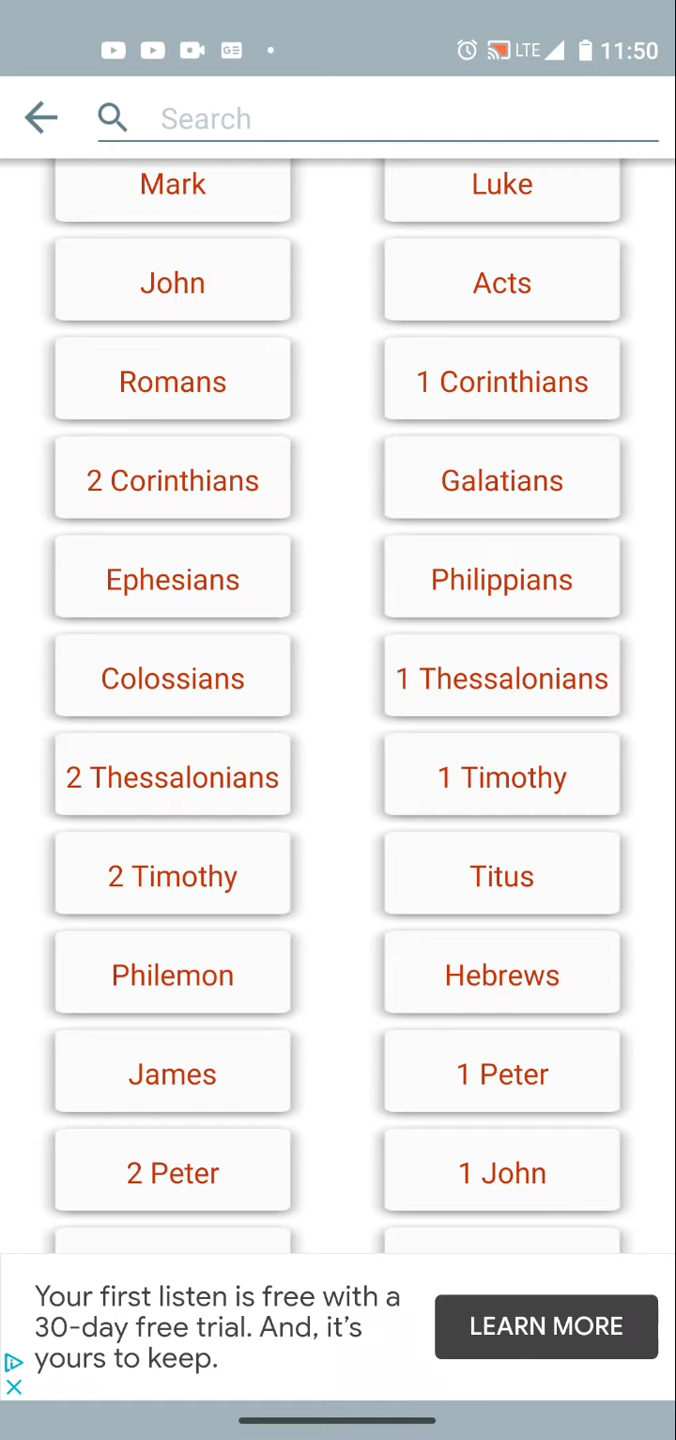 LTE 11:50
Search
Mark Luke
John Acts
Romans 1 Corinthians
2 Corinthians Galatians
Ephesians Philippians
Colossians 1 Thessalonians
2 Thessalonians 1 Timothy
2 Timothy Titus
Philemon Hebrews
James 1 Peter
2 Peter 1 John
Your first listen is free with a
30-day free trial. And, it's
yours to keep.
LEARN MORE